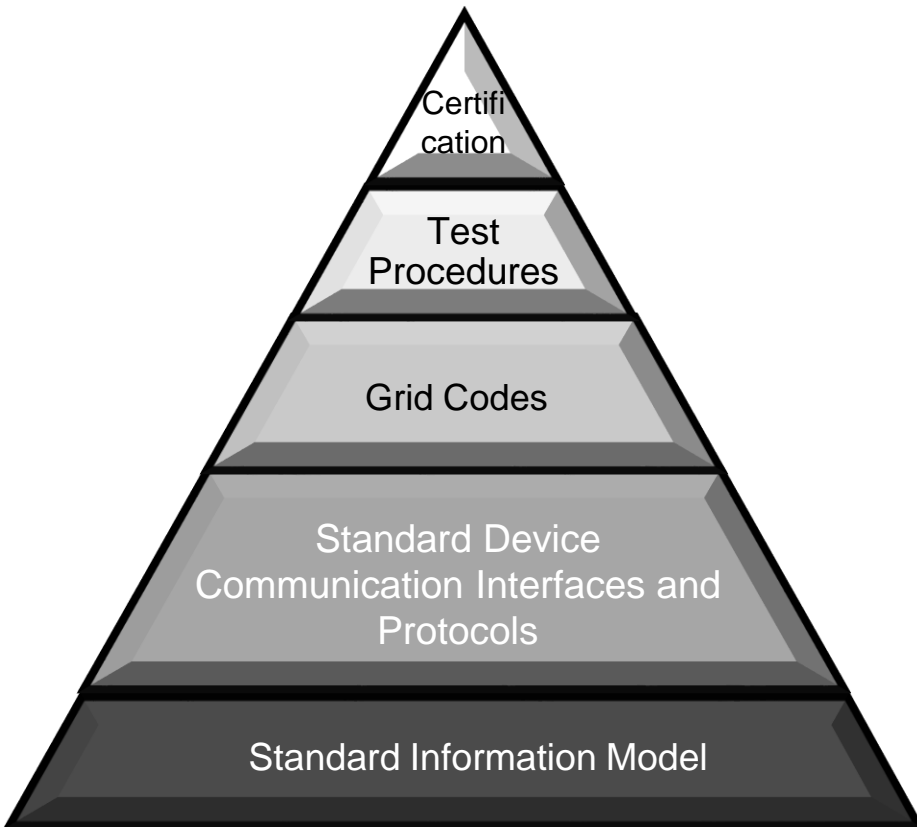 Certifi
cation
Test
Procedures
Grid Codes
Standard Device
Communication Interfaces and
Protocols
Standard Information Model